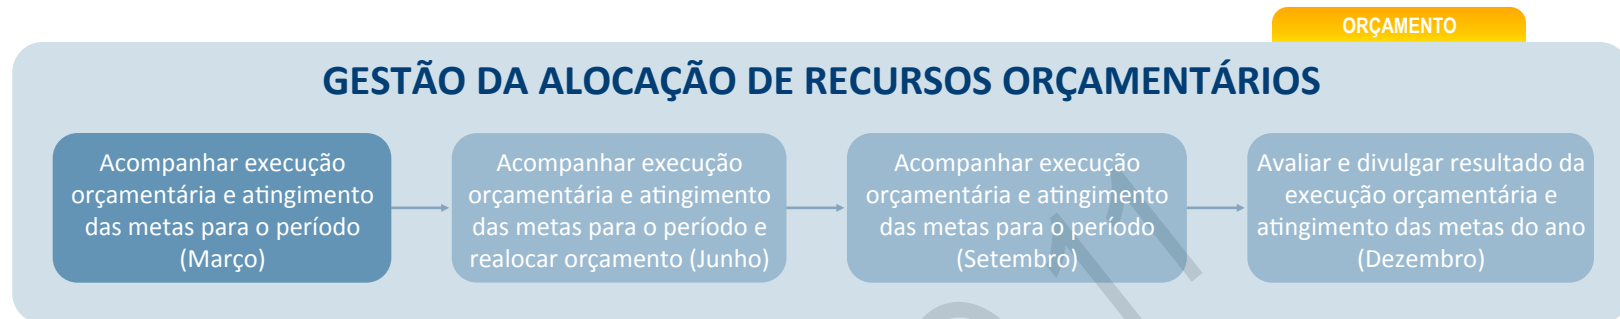 ORÇAMENTO
GESTÃO DA ALOCAÇÃO DE RECURSOS ORÇAMENTÁRIOS
Acompanhar execução
orçamentária e atingimento
das metas para o período
(Março)
Acompanhar execução
orçamentária e atingimento
das metas para o período e
realocar orçamento (Junho)
Acompanhar execução
orçamentária e atingimento
das metas para o período
(Setembro)
Avaliar e divulgar resultado da
execução orçamentária e
atingimento das metas do ano
(Dezembro)